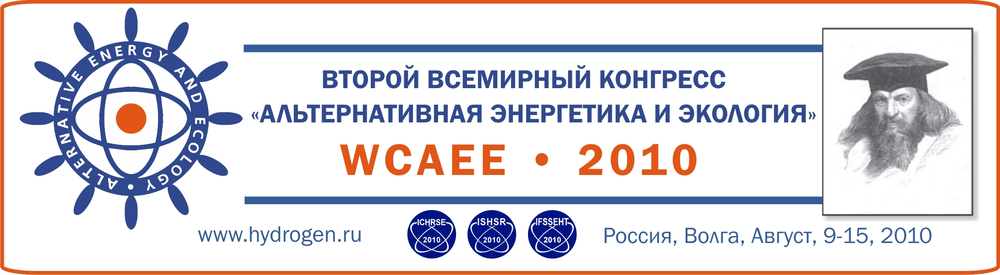 ALTERNATIVE ENERGY AND ECOLOGY •
ВТОРОЙ ВСЕМИРНЫЙ КОНГРЕСС
«АЛЬТЕРНАТИВНАЯ ЭНЕРГЕТИКА И ЭКОЛОГИЯ»
WCAEE • 2010
www.hydrogen.ru
ICHRSE
2010
ISHSR
2010
IFSSEHT
2010
Россия, Волга, Август, 9-15, 2010